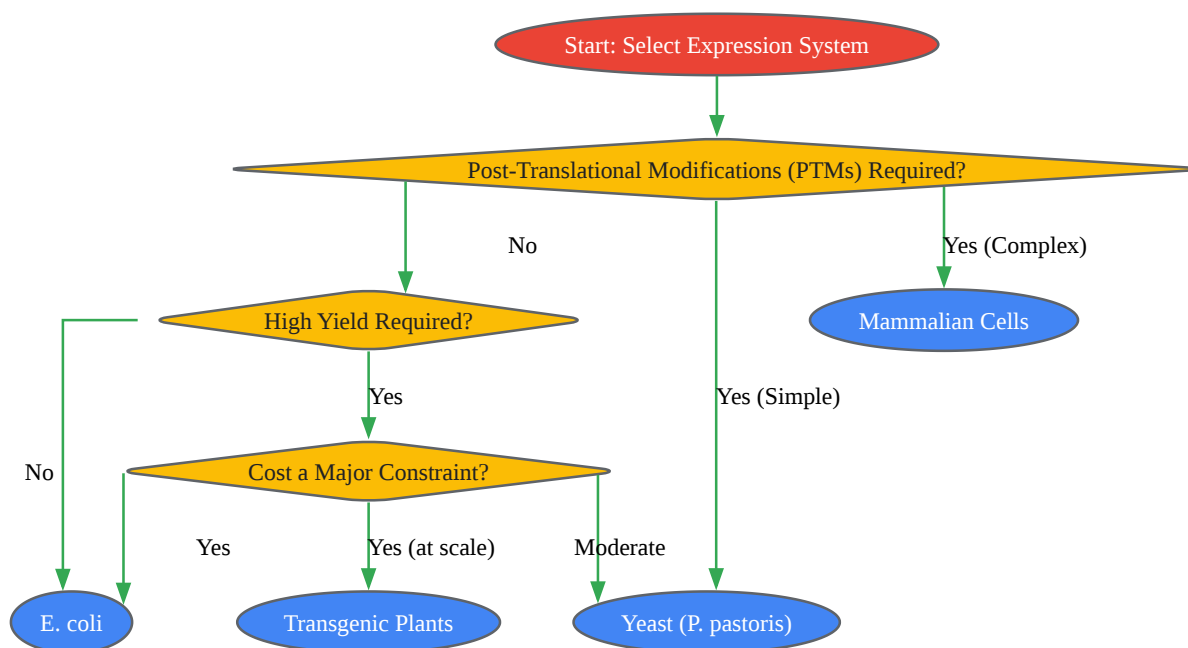 Start: Select Expression System
Post-Translational Modifications (PTMs) Required?
No
Yes (Complex)
High Yield Required?
Mammalian Cells
Yes
Yes (Simple)
No
Cost a Major Constraint?
Yes
Yes (at scale)
Moderate
E. coli
Transgenic Plants
Yeast (P. pastoris)